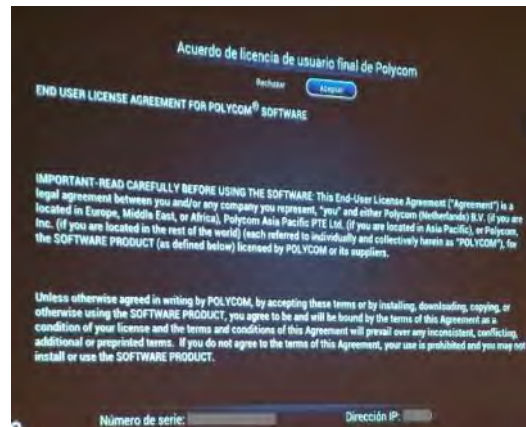 Acuerdo de licencia de usuario final de Polycom
Rechazar Aceptar
END USER LICENSE AGREEMENT FOR POLYCOM® SOFTWARE
IMPORTANT-READ CAREFULLY BEFORE USING THE SOFTWARE: This End-User License Agreement ("Agreement") is a
legal agreement between you and/or any company you represent, "you" and either Polycom (Netherlands) B.V. (if you are
located in Europe, Middle East, or Africa), Polycom Asia Pacific PTE Ltd. (if you are located in Asia Pacific), or Polycom,
Inc. (if you are located in the rest of the world) (each referred to individually and collectively herein as "POLYCOM"), for
the SOFTWARE PRODUCT (as defined below) licensed by POLYCOM or its suppliers.
Unless otherwise agreed in writing by POLYCOM, by accepting these terms or by installing, downloading, copying, or
otherwise using the SOFTWARE PRODUCT, you agree to be and will be bound by the terms of this Agreement as a
condition of your license and the terms and conditions of this Agreement will prevail over any inconsistent, conflicting,
additional or preprinted terms. If you do not agree to the terms of this Agreement, your use is prohibited and you may not
install or use the SOFTWARE PRODUCT.
Número de serie: Dirección IP: